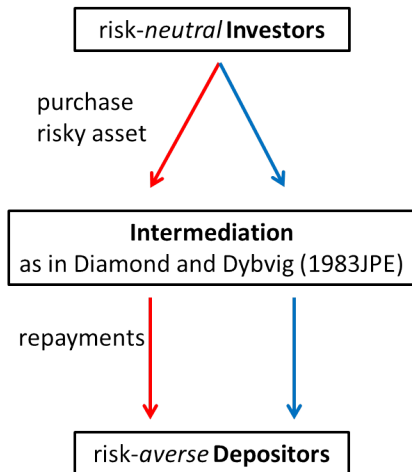 risk-neutral Investors
purchase
risky asset
Intermediation
as in Diamond and Dybvig (1983JPE)
repayments
risk-averse Depositors